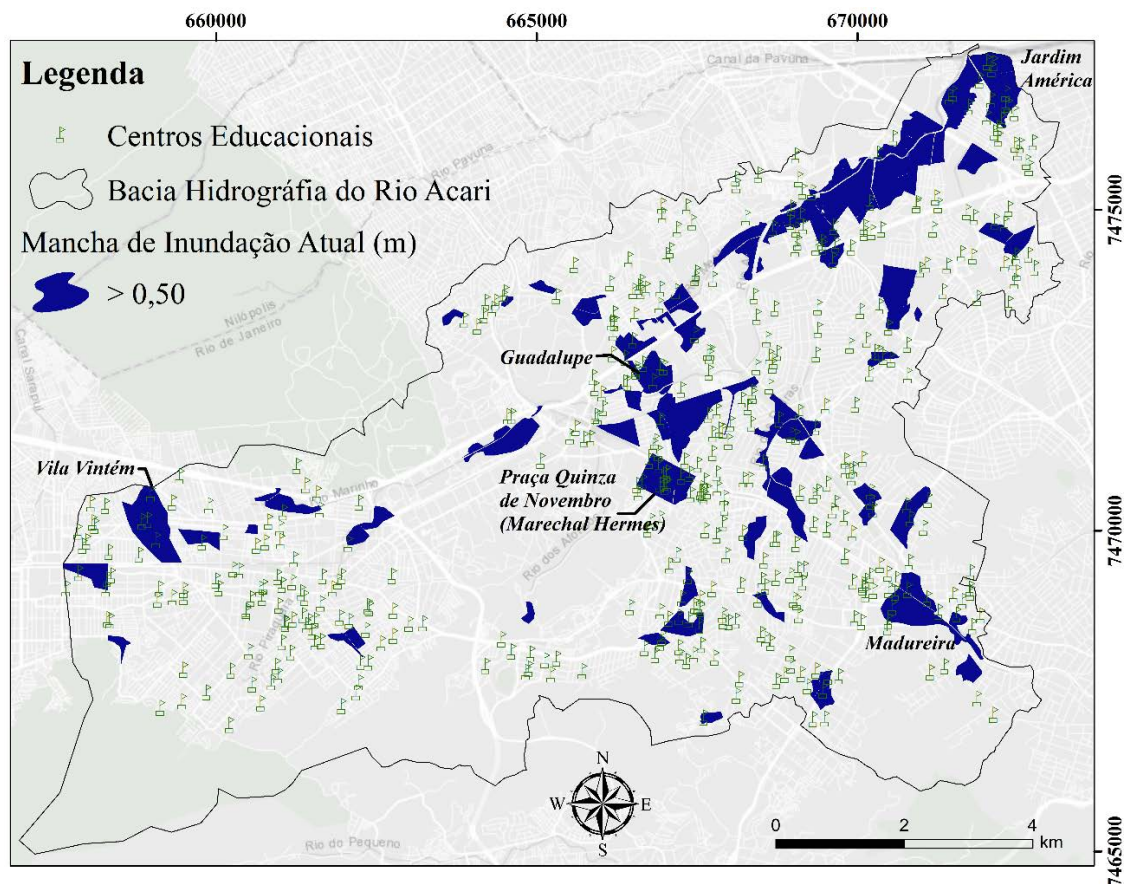 660000
665000
670000
Legenda
Centros Educacionais
Bacia Hidrográfia do Rio Acari
Mancha de Inundação Atual (m)
> 0,50
Canal da Pavuna
Jardim
América
Rio Pavuna
7475000
Nilópolis
Rio de Janeiro
Canal Sarapuí
Guadalupe
Vila Vintém
Praça Quinza
de Novembro
(Marechal Hermes)
Marinho
7470000
Rio dos Afo
Rio Piraquara
Madureira
N
W
E
S
Rio do Pequeno
0
2
4
km
7465000